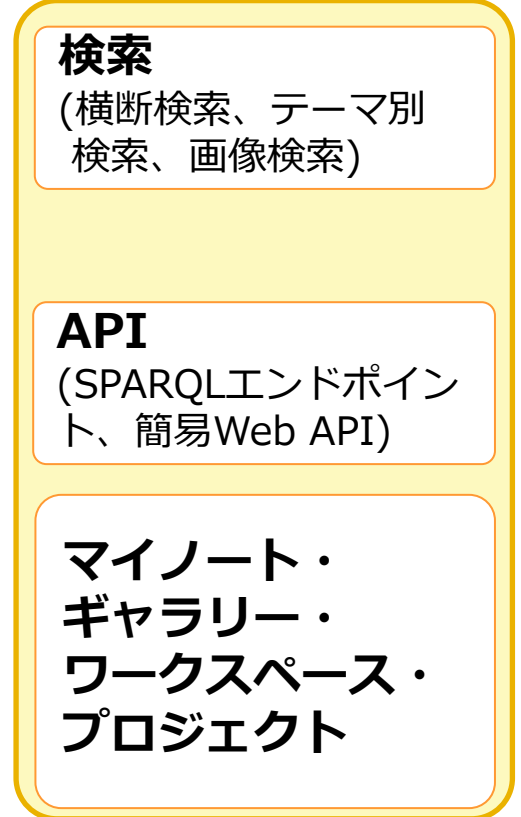 検索
(横断検索、テーマ別
検索、画像検索)
API
(SPARQLエンドポイン
ト、簡易Web API)
マイノート・
ギャラリー・
ワークスペース・
プロジェクト